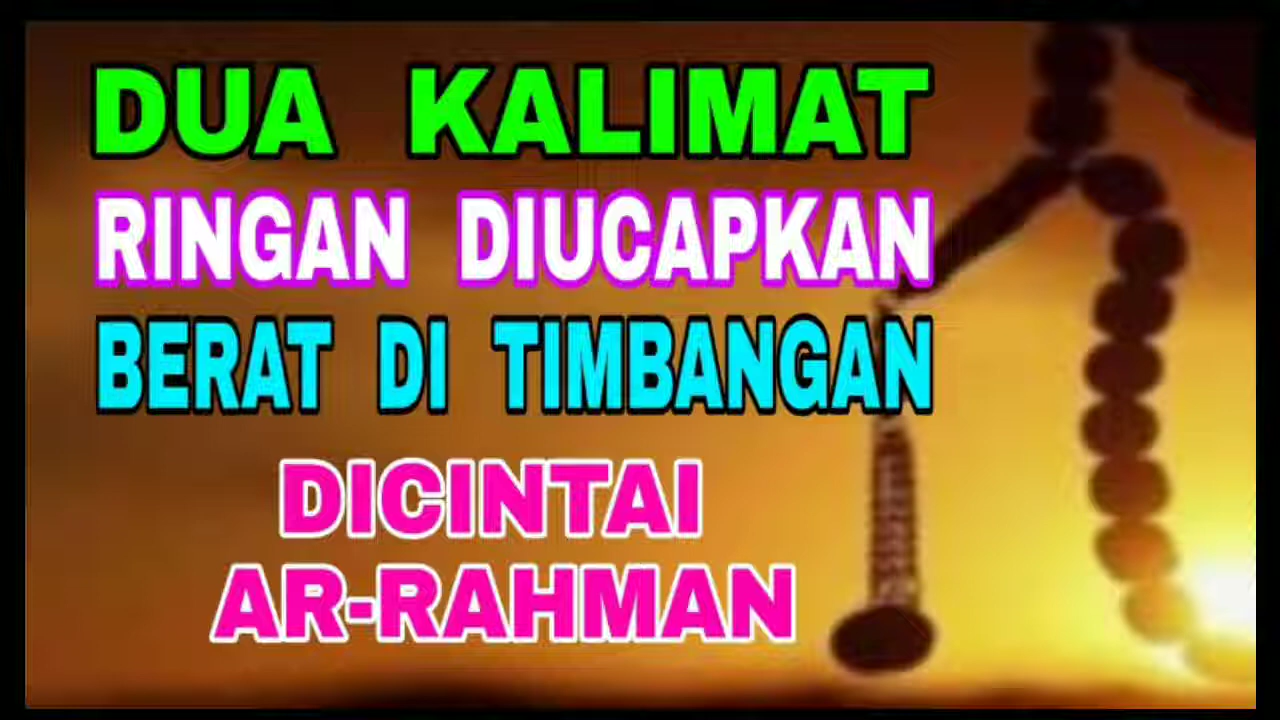 DUA KALIMAT
RINGAN DIUCAPKAN
BERAT DI TIMBANGAN
DICINTAI
AR-RAHMAN